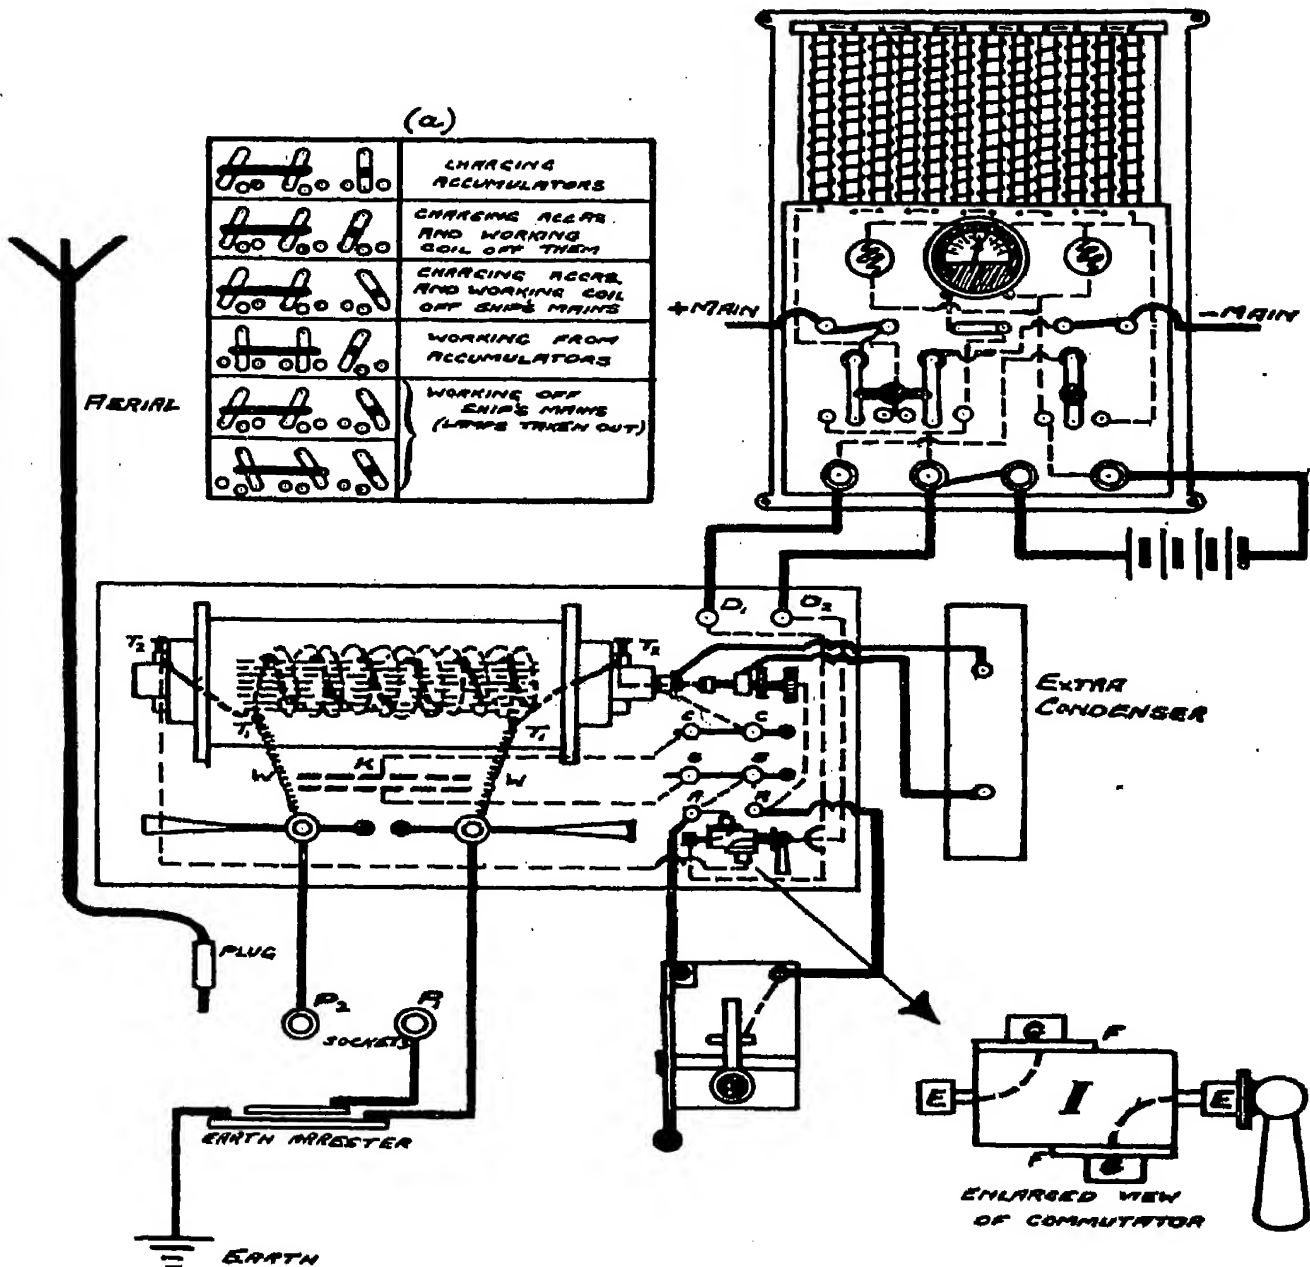 (a)
CHARGING
ACCUMULATORS
CHARGING ACCRS.
AND WORKING
COIL OFF THEM
CHARGING ACCRS.
AND WORKING COIL
OFF SHIP'S MAINS
WORKING FROM
ACCUMULATORS
WORKING OFF
SHIP'S MAINS
(LAMPS TAKEN OUT)
+MAIN
-MAIN
AERIAL
D1
D2
T2
T2
T1
T1
W
K
W
C
C
B
B
A
A
EXTRA
CONDENSER
PLUG
P2
P1
SOCKETS
EARTH ARRESTER
EARTH
G
F
E
I
E
F
G
ENLARGED VIEW
OF COMMUTATOR